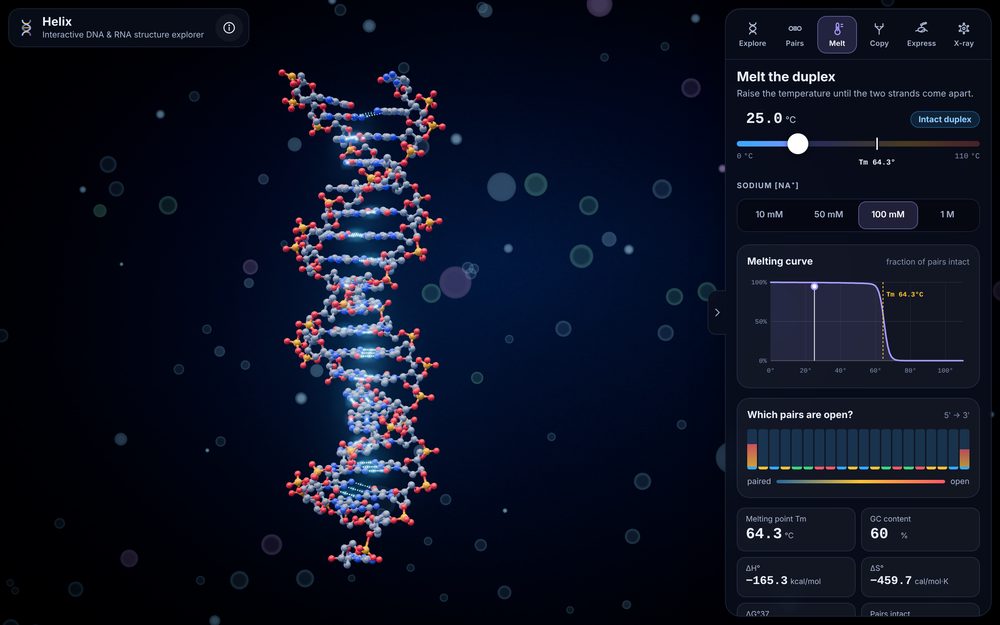 Helix
Interactive DNA & RNA structure explorer
Explore Pairs Melt Copy Express X-ray
Melt the duplex
Raise the temperature until the two strands come apart.
25.0 °C Intact duplex
0 °C Tm 64.3° 110 °C
SODIUM [NA⁺]
10 mM 50 mM 100 mM 1 M
Melting curve fraction of pairs intact
100%
Tm 64.3°C
50%
0%
0° 20° 40° 60° 80° 100°
Which pairs are open? 5' → 3'
paired open
Melting point Tm GC content
64.3 °C 60 %
ΔH° ΔS°
−165.3 kcal/mol −459.7 cal/mol·K
ΔG°37 Pairs intact